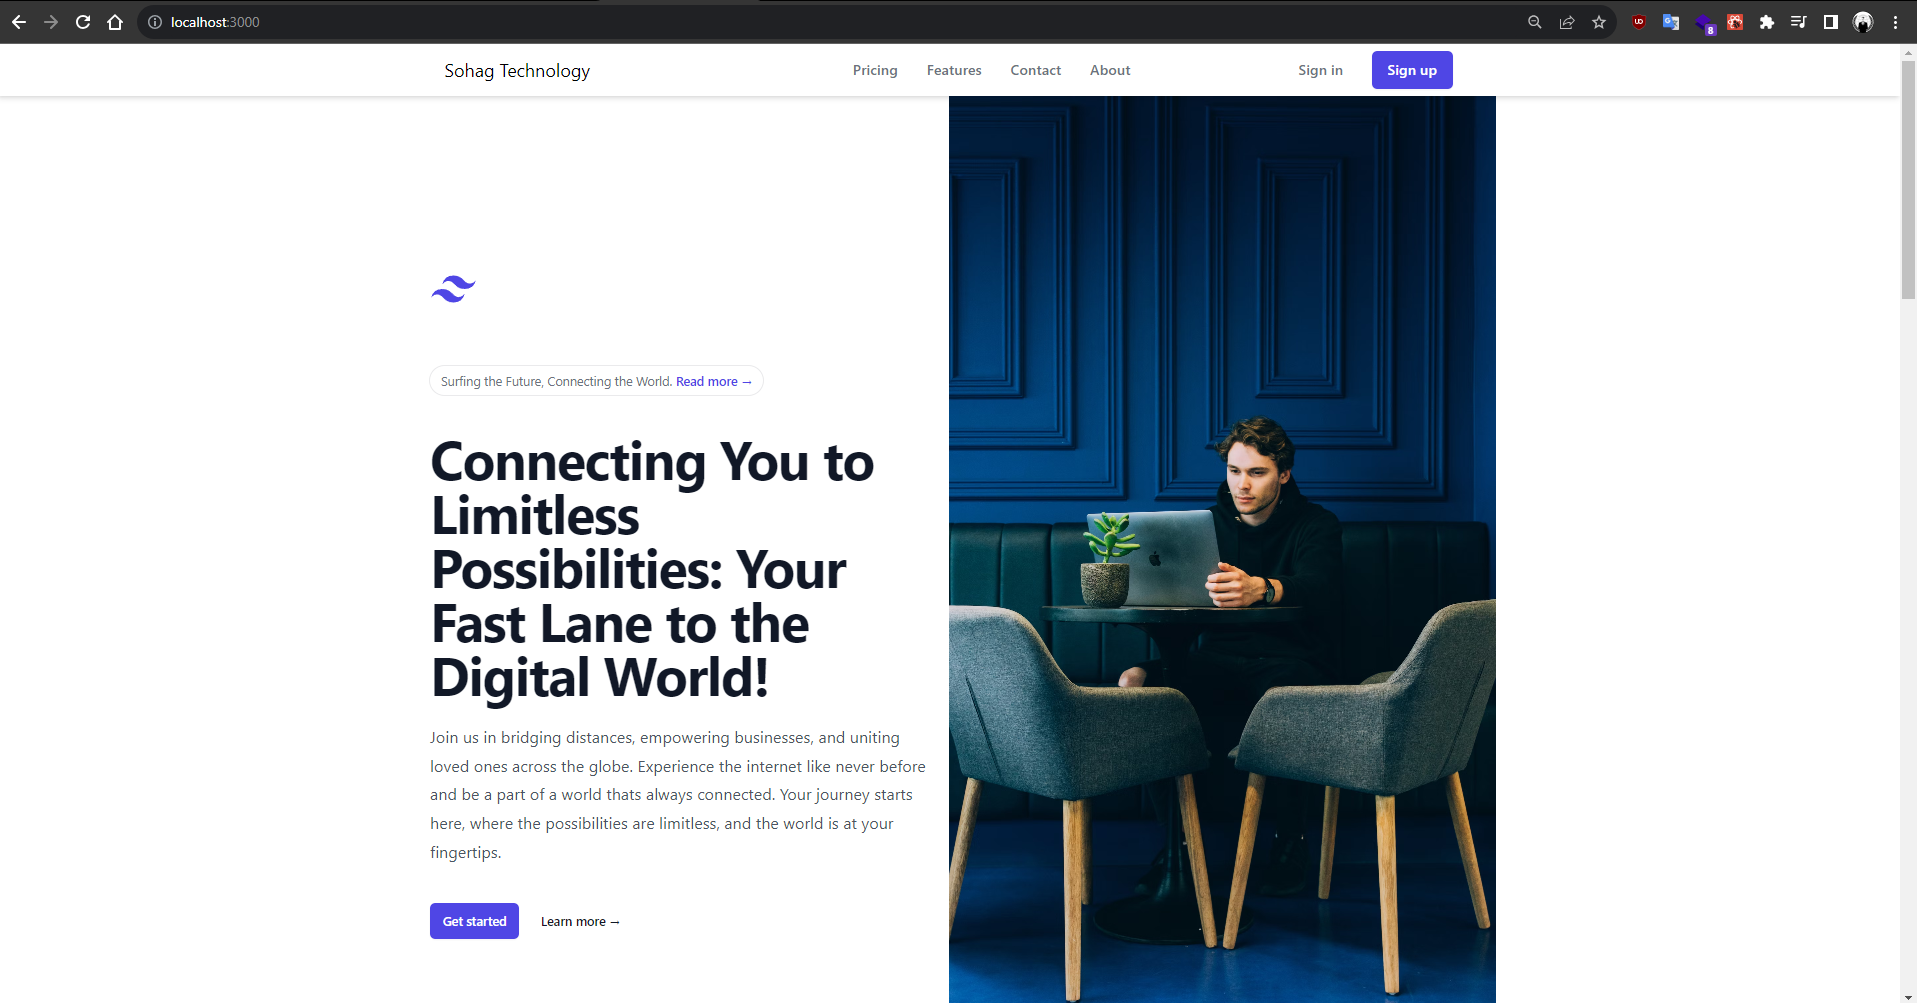 localhost:3000
8
Sohag Technology
Pricing Features Contact About
Sign in Sign up
Surfing the Future, Connecting the World. Read more →
Connecting You to
Limitless
Possibilities: Your
Fast Lane to the
Digital World!
Join us in bridging distances, empowering businesses, and uniting
loved ones across the globe. Experience the internet like never before
and be a part of a world thats always connected. Your journey starts
here, where the possibilities are limitless, and the world is at your
fingertips.
Get started Learn more →